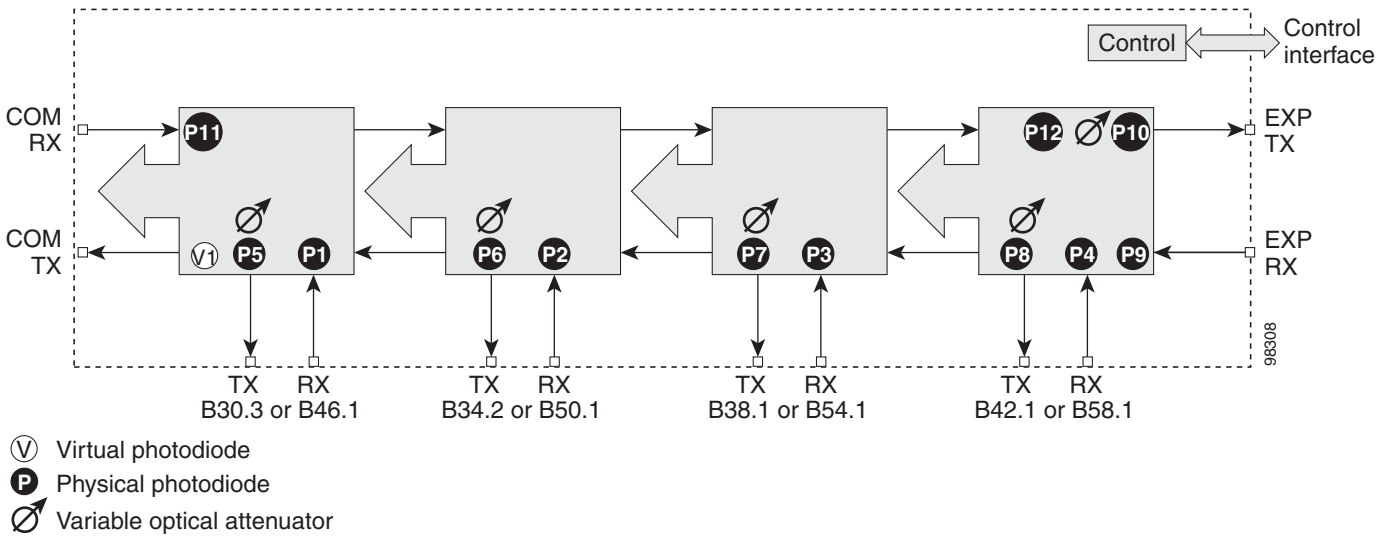 Control
Control
interface
COM
RX
P11
P12
P10
EXP
TX
COM
TX
V1
P5
P1
P6
P2
P7
P3
P8
P4
P9
EXP
RX
98308
TX RX
B30.3 or B46.1
TX RX
B34.2 or B50.1
TX RX
B38.1 or B54.1
TX RX
B42.1 or B58.1
V Virtual photodiode
P Physical photodiode
Variable optical attenuator